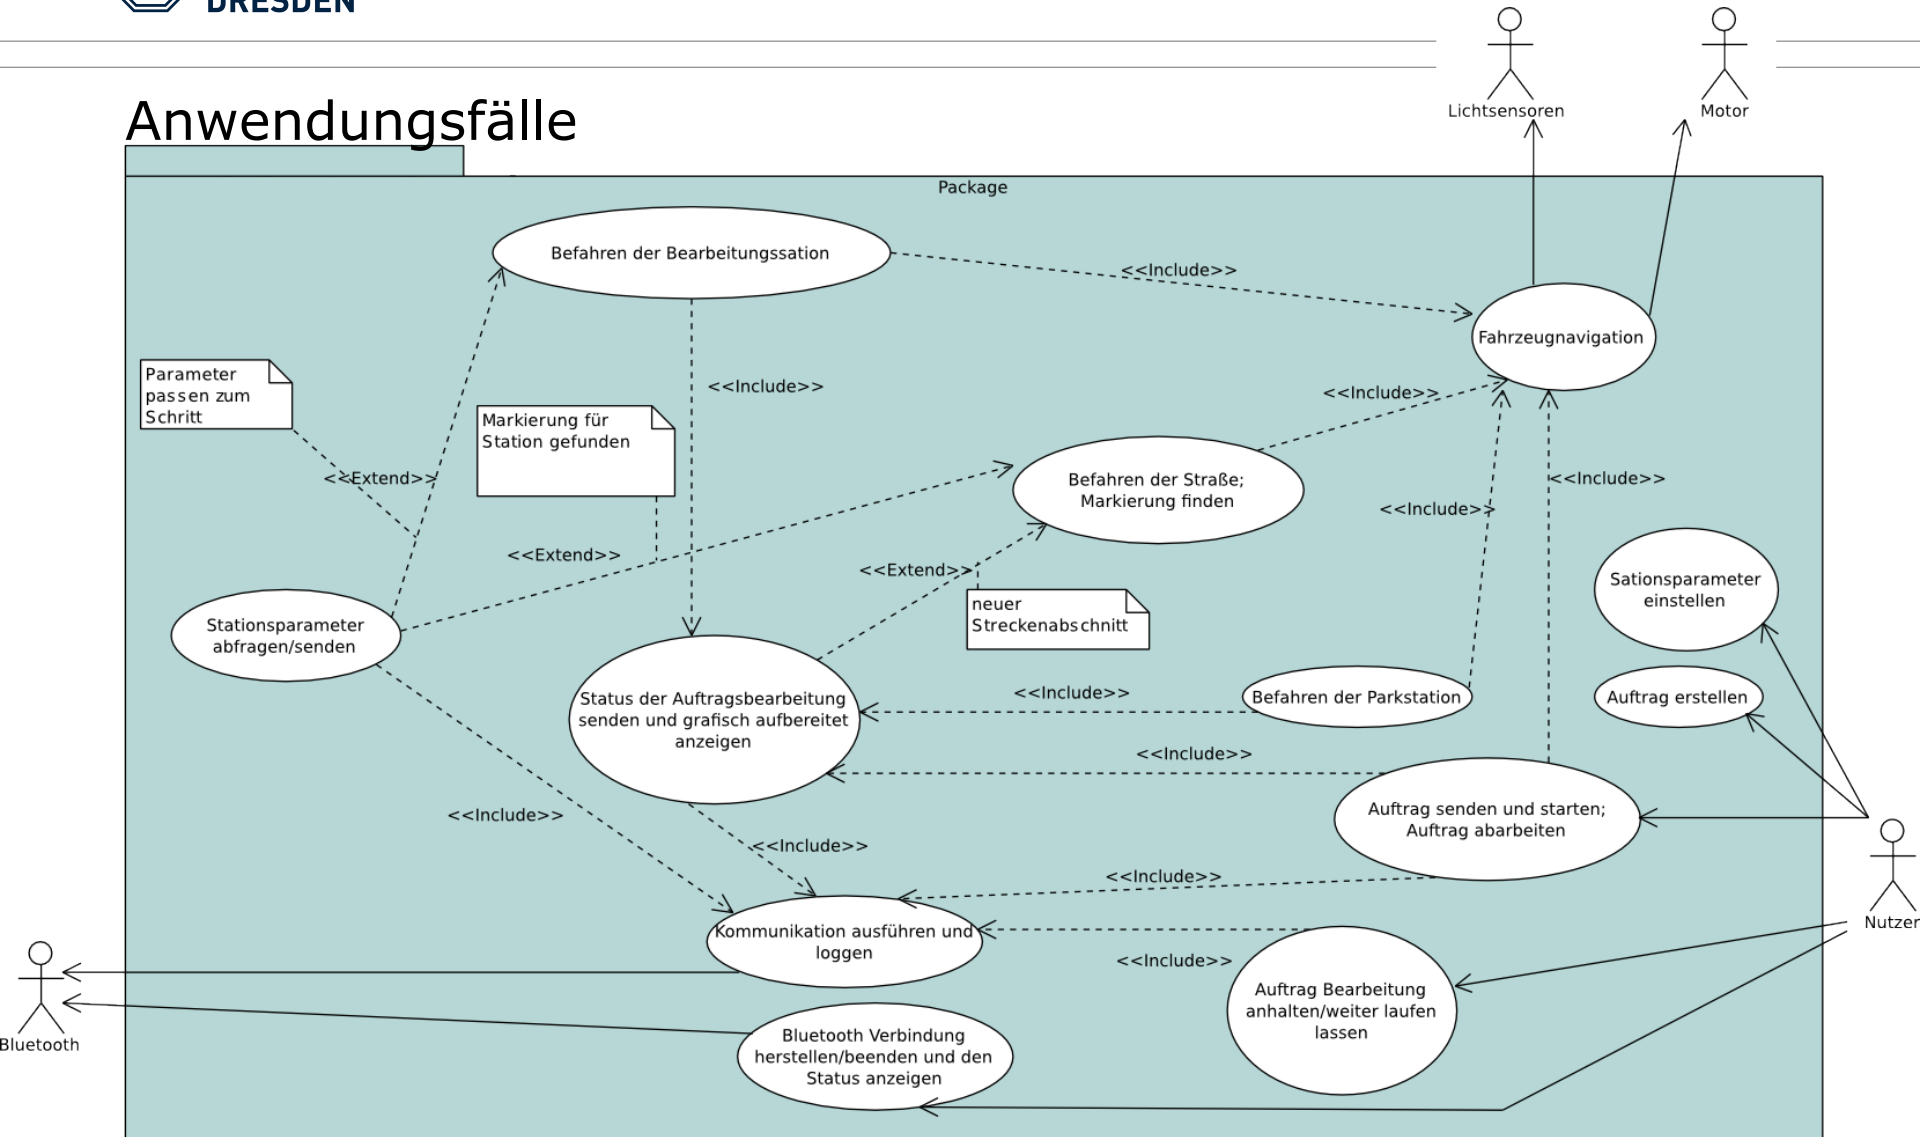 DRESDEN
Lichtsensoren
Motor
Anwendungsfälle
Package
Befahren der Bearbeitungssation
<<Include>>
Fahrzeugnavigation
Parameter
passen zum
Schritt
<<Include>>
<<Include>>
Markierung für
Station gefunden
<<Extend>>
Befahren der Straße;
Markierung finden
<<Include>>
<<Include>>
<<Extend>>
<<Extend>>
Sationsparameter
einstellen
neuer
Streckenabschnitt
Stationsparameter
abfragen/senden
Status der Auftragsbearbeitung
senden und grafisch aufbereitet
anzeigen
<<Include>>
Befahren der Parkstation
Auftrag erstellen
<<Include>>
Auftrag senden und starten;
Auftrag abarbeiten
<<Include>>
<<Include>>
<<Include>>
Nutzer
Kommunikation ausführen und
loggen
<<Include>>
Auftrag Bearbeitung
anhalten/weiter laufen
lassen
Bluetooth
Bluetooth Verbindung
herstellen/beenden und den
Status anzeigen